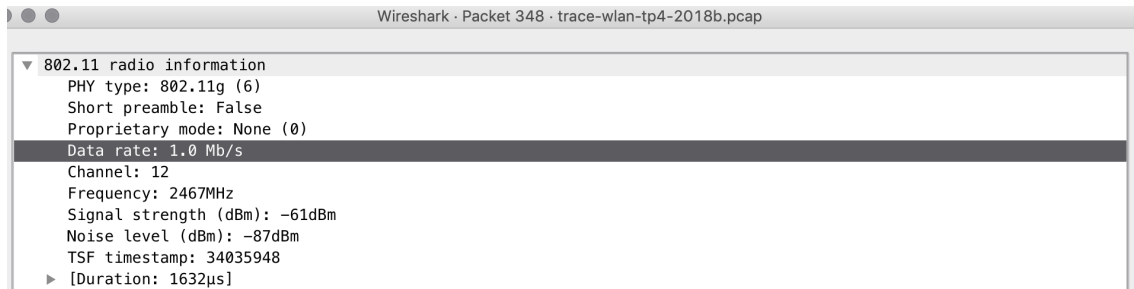 Wireshark · Packet 348 · trace-wlan-tp4-2018b.pcap
802.11 radio information
PHY type: 802.11g (6)
Short preamble: False
Proprietary mode: None (0)
Data rate: 1.0 Mb/s
Channel: 12
Frequency: 2467MHz
Signal strength (dBm): -61dBm
Noise level (dBm): -87dBm
TSF timestamp: 34035948
[Duration: 1632µs]